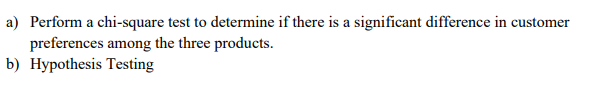 a) Perform a chi-square test to determine if there is a significant difference in customer
preferences among the three products.
b) Hypothesis Testing